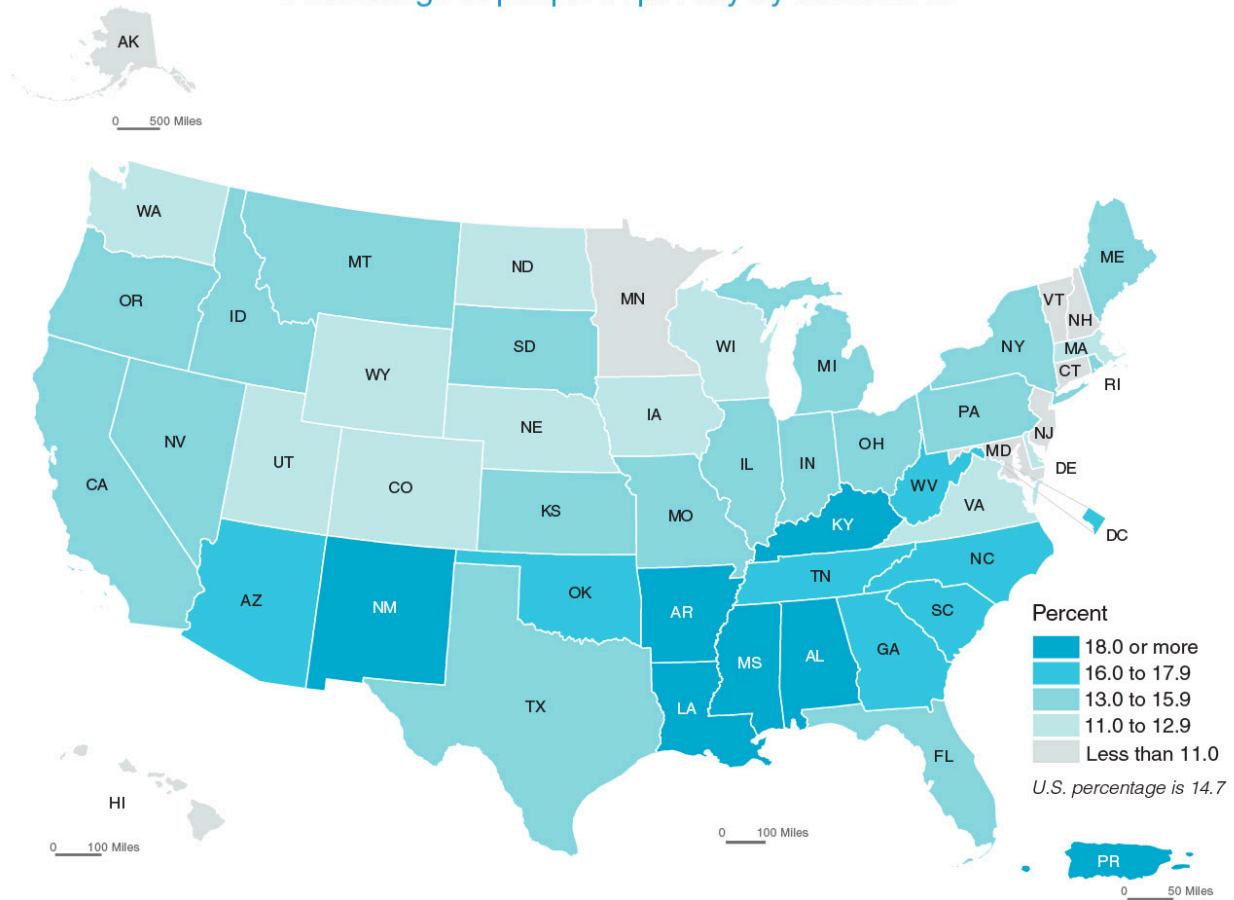 AK
0 500 Miles
WA
MT
ND
MN
ME
OR
ID
SD
WI
VT
NH
NY
MA
CT
RI
WY
MI
IA
NE
PA
NV
UT
CO
IL
IN
OH
NJ
MD
DE
CA
KS
MO
WV
VA
KY
DC
AZ
NM
OK
AR
TN
NC
SC
MS
AL
GA
TX
LA
FL
Percent
18.0 or more
16.0 to 17.9
13.0 to 15.9
11.0 to 12.9
Less than 11.0
U.S. percentage is 14.7
HI
0 100 Miles
0 100 Miles
PR
0 50 Miles